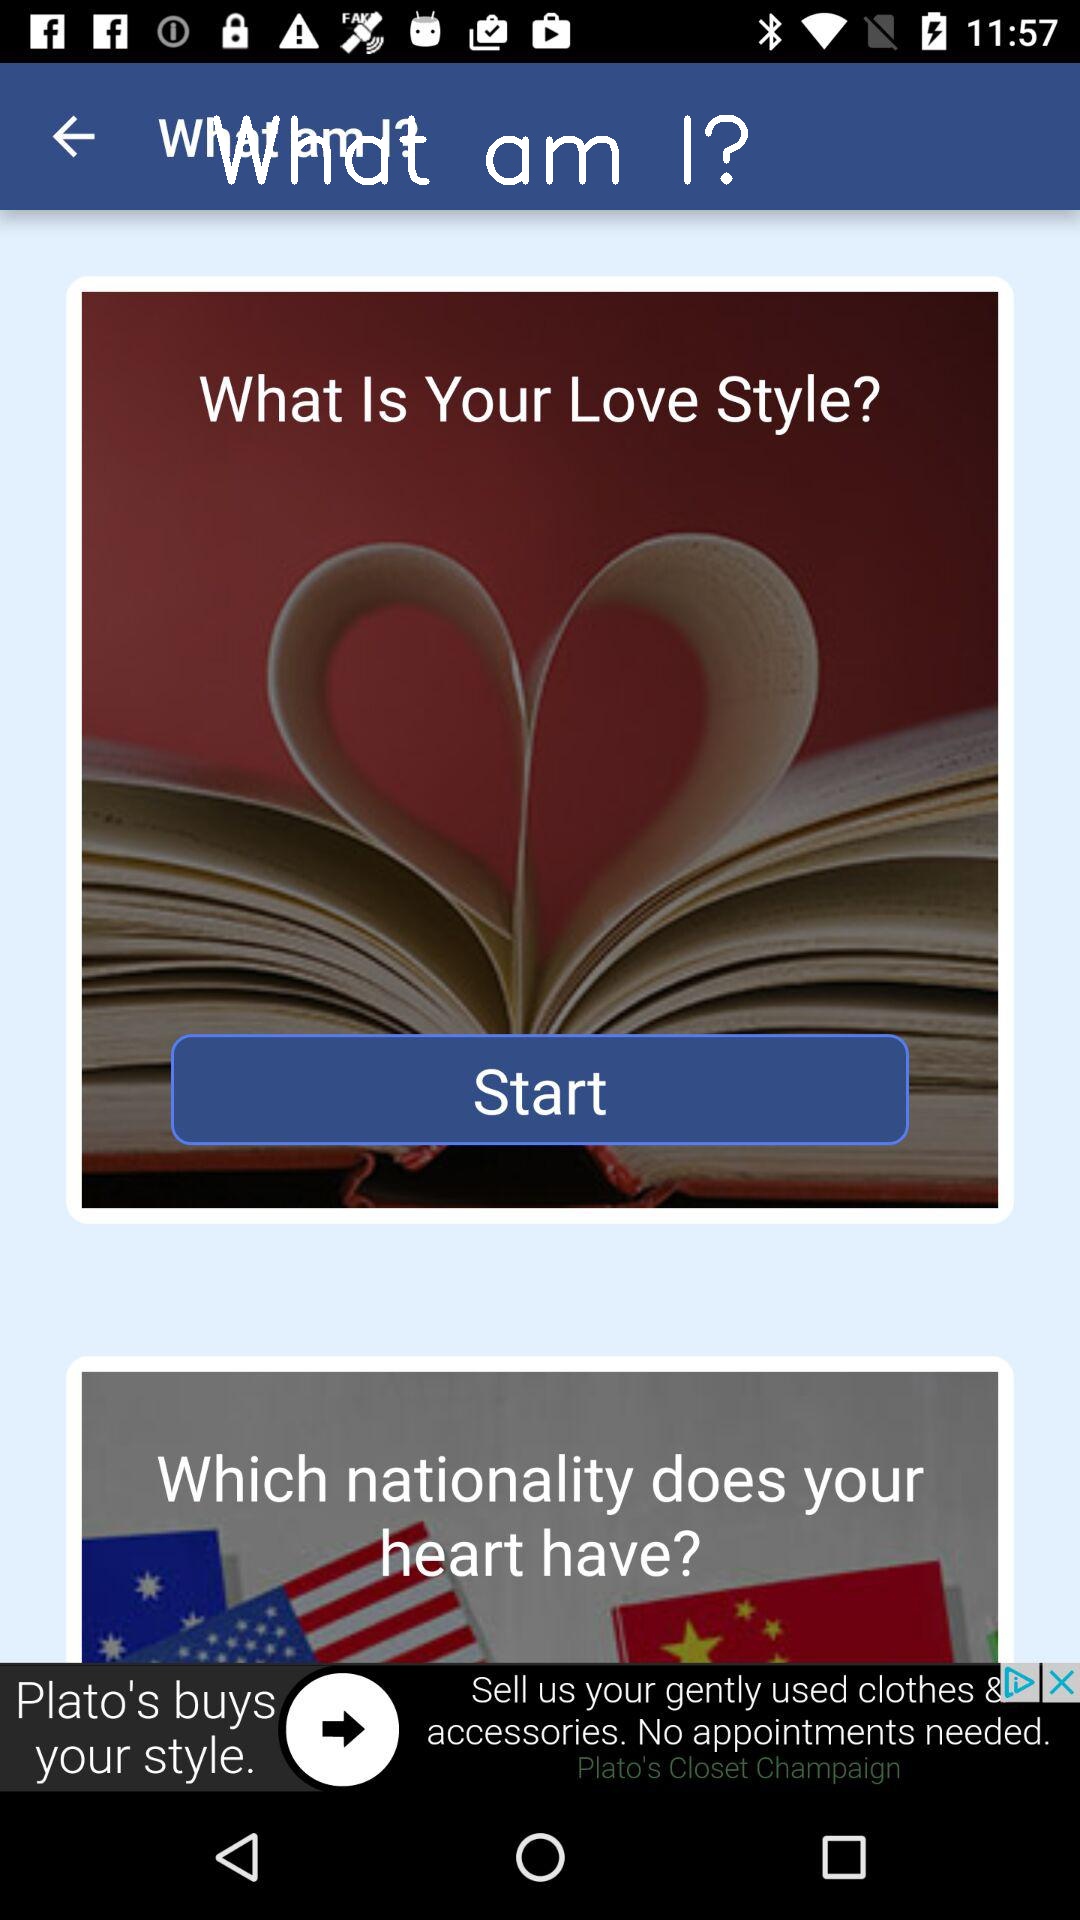 FAKE
11:57
What am I?
What am I?
What Is Your Love Style?
Start
Which nationality does your
heart have?
Plato's buys
your style.
Sell us your gently used clothes &
accessories. No appointments needed.
Plato's Closet Champaign